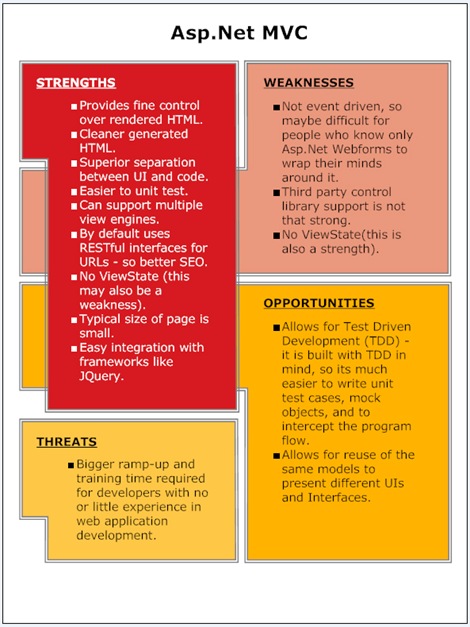 Asp.Net MVC
STRENGTHS
■Provides fine control
over rendered HTML.
■Cleaner generated
HTML.
■Superior separation
between UI and code.
■Easier to unit test.
■Can support multiple
view engines.
■By default uses
RESTful interfaces for
URLs - so better SEO.
■No ViewState (this
may also be a
weakness).
■Typical size of page is
small.
■Easy integration with
frameworks like
JQuery.
WEAKNESSES
■Not event driven, so
maybe difficult for
people who know only
Asp.Net Webforms to
wrap their minds
around it.
■Third party control
library support is not
that strong.
■No ViewState(this is
also a strength).
OPPORTUNITIES
■Allows for Test Driven
Development (TDD) -
it is built with TDD in
mind, so its much
easier to write unit
test cases, mock
objects, and to
intercept the program
flow.
■Allows for reuse of the
same models to
present different UIs
and Interfaces.
THREATS
■Bigger ramp-up and
training time required
for developers with no
or little experience in
web application
development.